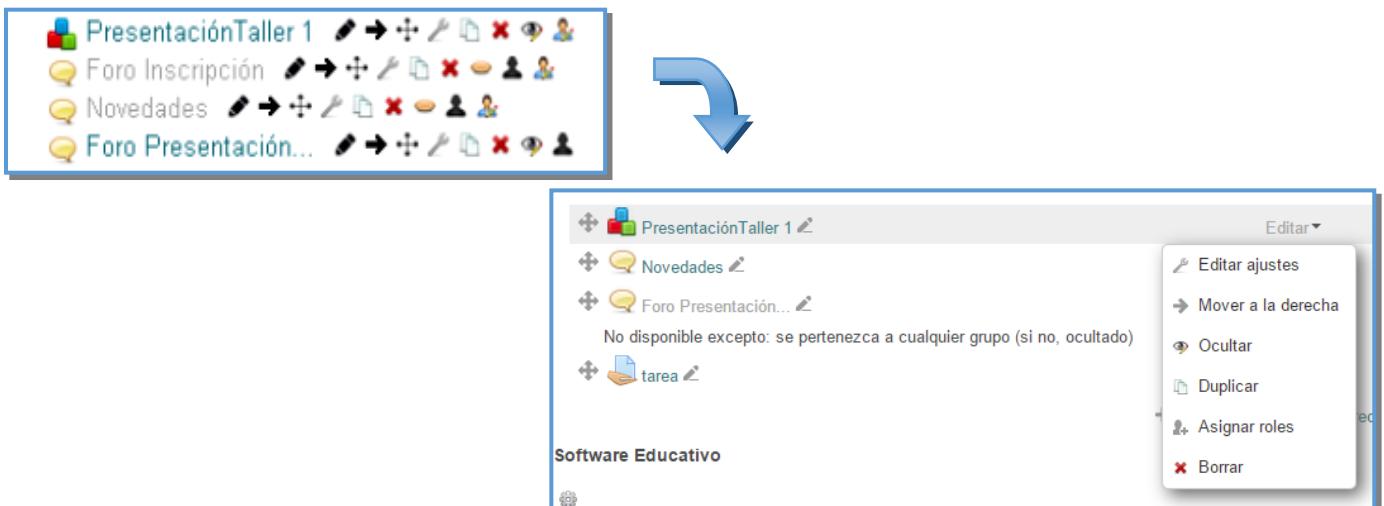 PresentaciónTaller 1
Foro Inscripción
Novedades
Foro Presentación...
PresentaciónTaller 1 Editar
Novedades
Editar ajustes
Foro Presentación...
Mover a la derecha
No disponible excepto: se pertenezca a cualquier grupo (si no, ocultado)
Ocultar
tarea
Duplicar
Asignar roles
Software Educativo
Borrar